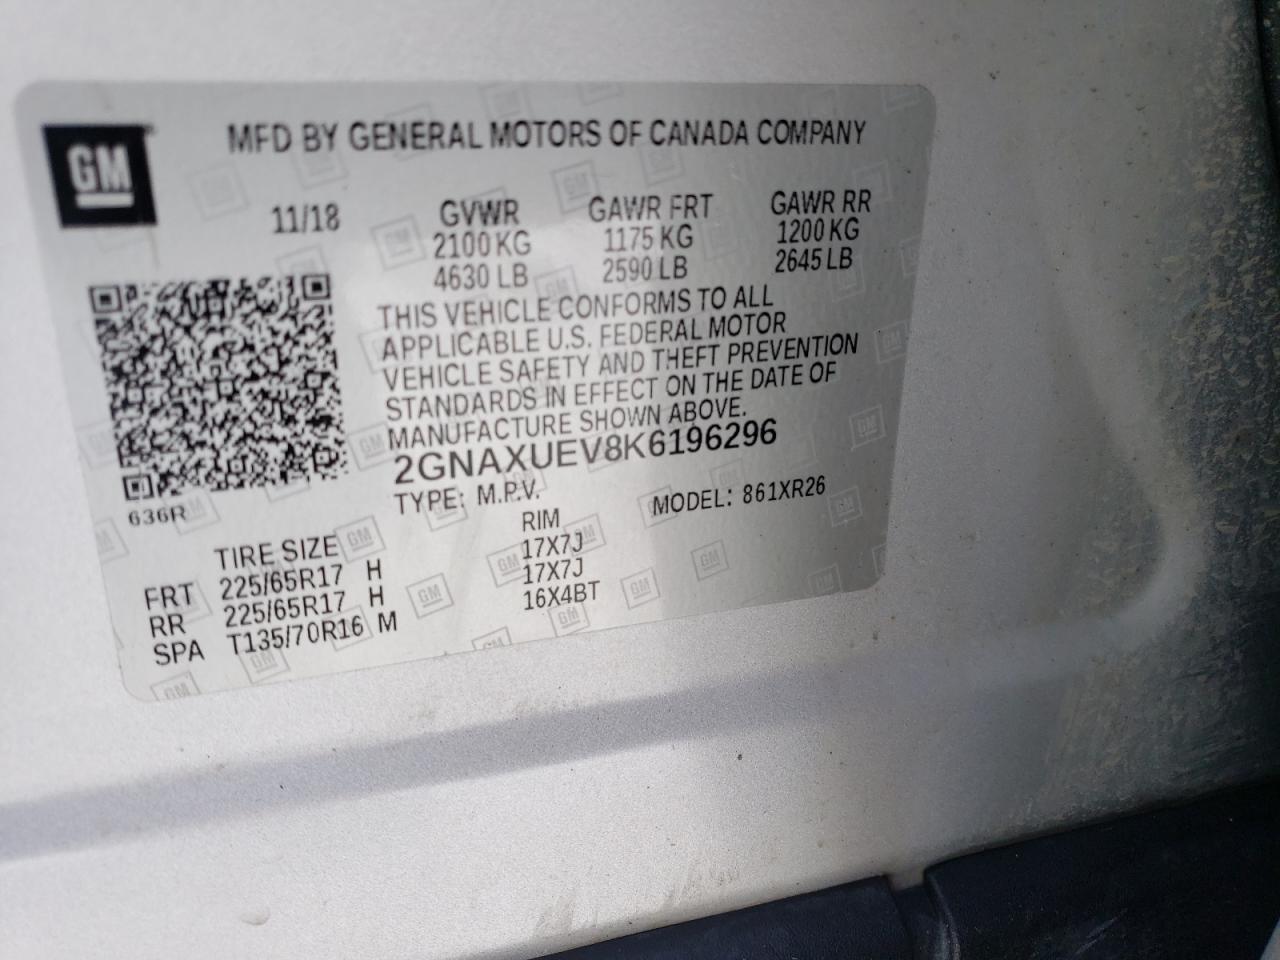 GM
MFD BY GENERAL MOTORS OF CANADA COMPANY
11/18 GVWR GAWR FRT GAWR RR
2100 KG 1175 KG 1200 KG
4630 LB 2590 LB 2645 LB
THIS VEHICLE CONFORMS TO ALL
APPLICABLE U.S. FEDERAL MOTOR
VEHICLE SAFETY AND THEFT PREVENTION
STANDARDS IN EFFECT ON THE DATE OF
MANUFACTURE SHOWN ABOVE.
2GNAXUEV8K6196296
TYPE: M.P.V. MODEL: 861XR26
636R
TIRE SIZE RIM
FRT 225/65R17 H 17X7J
RR 225/65R17 H 17X7J
SPA T135/70R16 M 16X4BT